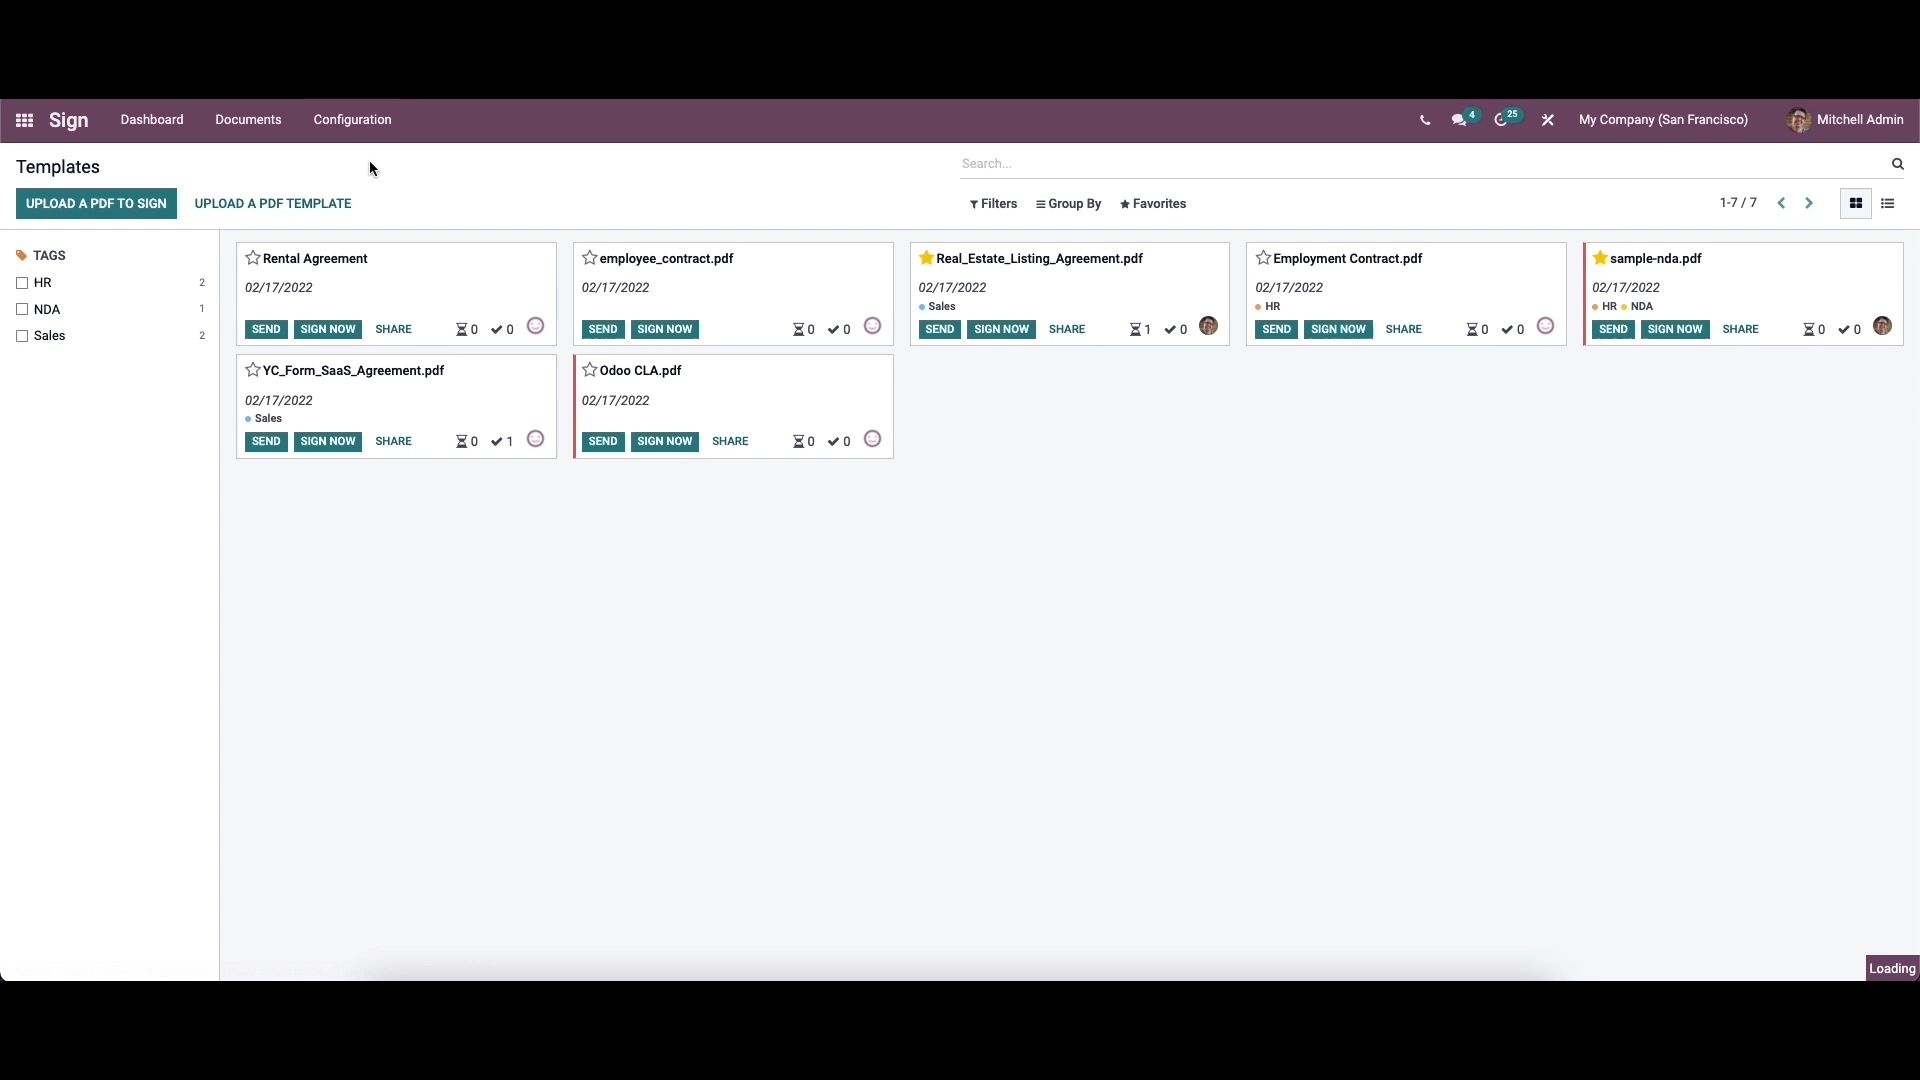 Sign Dashboard Documents Configuration 4 25 My Company (San Francisco) Mitchell Admin
Templates Search...
UPLOAD A PDF TO SIGN UPLOAD A PDF TEMPLATE Filters Group By Favorites 1-7 / 7
TAGS
HR 2
NDA 1
Sales 2
Rental Agreement
02/17/2022
SEND SIGN NOW SHARE 0 0
employee_contract.pdf
02/17/2022
SEND SIGN NOW 0 0
Real_Estate_Listing_Agreement.pdf
02/17/2022
Sales
SEND SIGN NOW SHARE 1 0
Employment Contract.pdf
02/17/2022
HR
SEND SIGN NOW SHARE 0 0
sample-nda.pdf
02/17/2022
HR NDA
SEND SIGN NOW SHARE 0 0
YC_Form_SaaS_Agreement.pdf
02/17/2022
Sales
SEND SIGN NOW SHARE 0 1
Odoo CLA.pdf
02/17/2022
SEND SIGN NOW SHARE 0 0
Loading